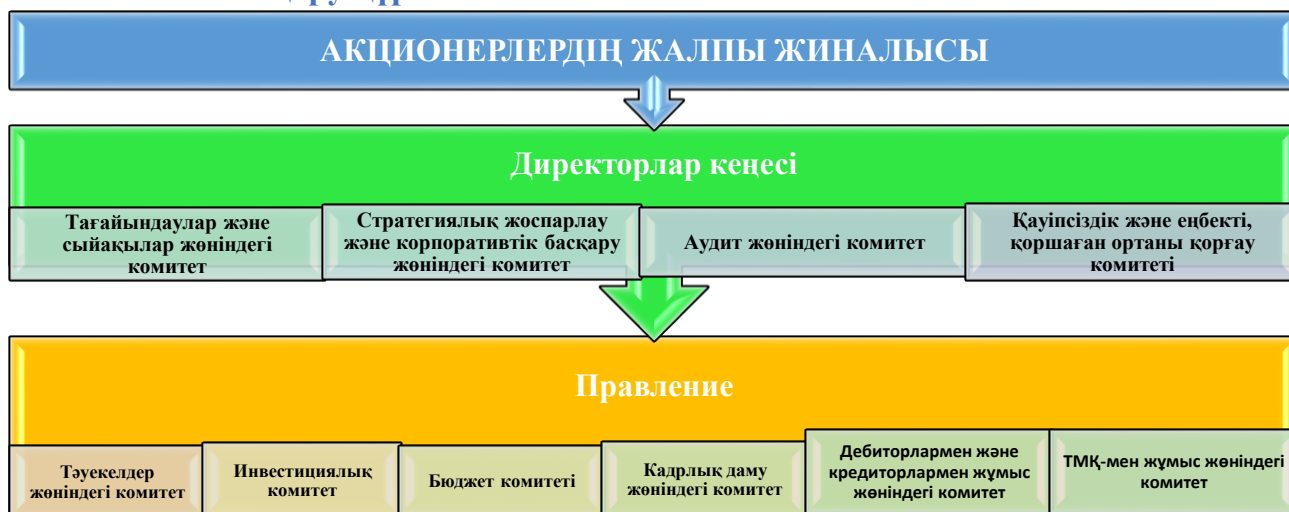 АКЦИОНЕРЛЕРДІҢ ЖАЛПЫ ЖИНАЛЫСЫ
Директорлар кеңесі
Тағайындаулар және
сыйақылар жөніндегі
комитет
Стратегиялық жоспарлау
және корпоративтік басқару
жөніндегі комитет
Аудит жөніндегі комитет
Қауіпсіздік және еңбекті,
қоршаған ортаны қорғау
комитеті
Правление
Тәуекелдер
жөніндегі комитет
Инвестициялық
комитет
Бюджет комитеті
Кадрлық даму
жөніндегі комитет
Дебиторлармен және
кредиторлармен жұмыс
жөніндегі комитет
ТМҚ-мен жұмыс жөніндегі
комитет